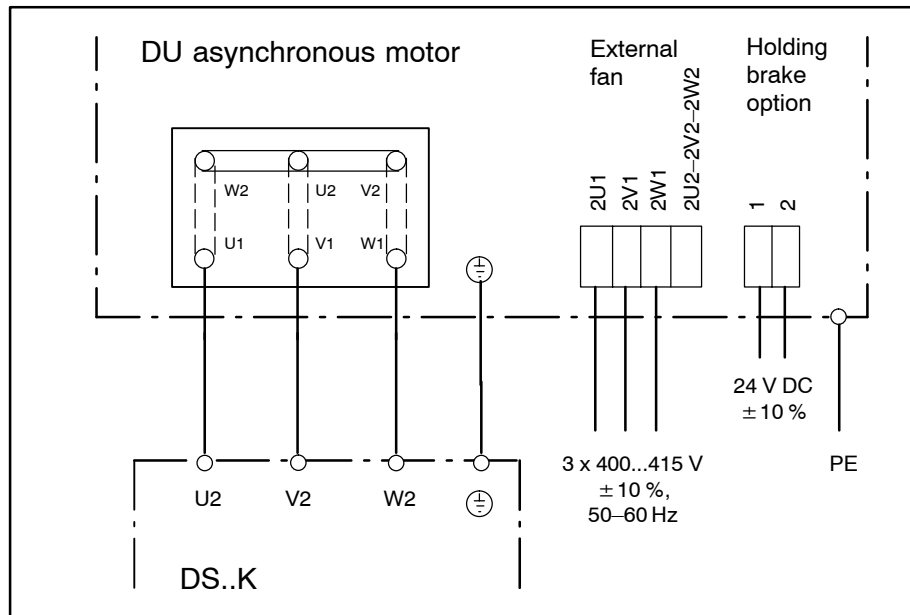 DU asynchronous motor
External
fan
Holding
brake
option
W2
U2
V2
U1
V1
W1
2U1
2V1
2W1
2U2–2V2–2W2
1
2
24 V DC
±10 %
3 x 400...415 V
±10 %,
50–60 Hz
PE
U2
V2
W2
DS..K